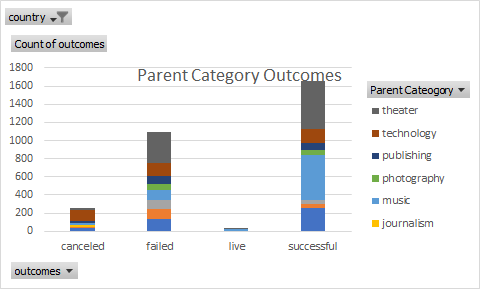 country
Count of outcomes
Parent Category Outcomes
1800
1600
1400
1200
1000
800
600
400
200
0
canceled
failed
live
successful
Parent Cateogory
theater
technology
publishing
photography
music
journalism
outcomes